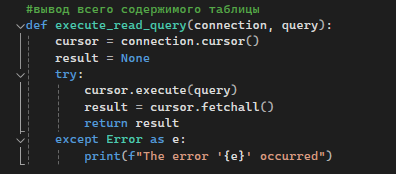 #вывод всего содержимого таблицы
def execute_read_query(connection, query):
    cursor = connection.cursor()
    result = None
    try:
        cursor.execute(query)
        result = cursor.fetchall()
        return result
    except Error as e:
        print(f"The error '{e}' occurred")